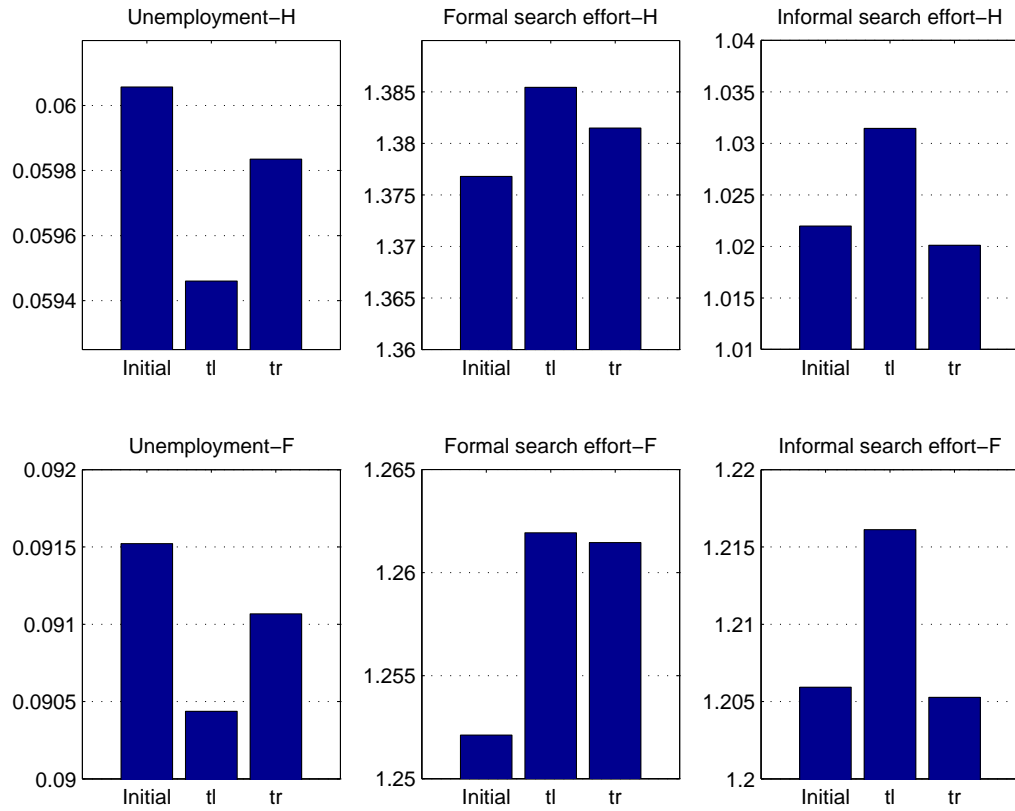 Unemployment−H
0.06
0.0598
0.0596
0.0594
Initial tl tr
Formal search effort−H
1.385
1.38
1.375
1.37
1.365
1.36
Initial tl tr
Informal search effort−H
1.04
1.035
1.03
1.025
1.02
1.015
1.01
Initial tl tr
Unemployment−F
0.092
0.0915
0.091
0.0905
0.09
Initial tl tr
Formal search effort−F
1.265
1.26
1.255
1.25
Initial tl tr
Informal search effort−F
1.22
1.215
1.21
1.205
1.2
Initial tl tr